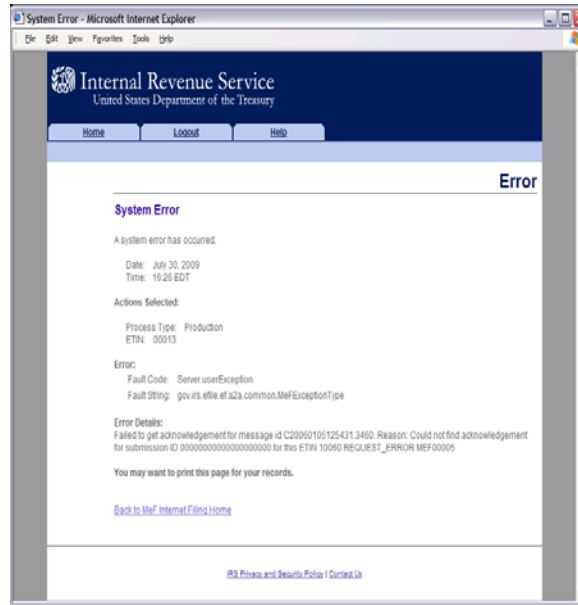 System Error - Microsoft Internet Explorer
File Edit View Favorites Tools Help
Internal Revenue Service
United States Department of the Treasury
Home Logout Help
Error
System Error
A system error has occurred.
Date: July 30, 2009
Time: 16:26 EDT
Actions Selected:
Process Type: Production
ETIN: 00013
Error:
Fault Code: Server.userException
Fault String: gov.irs.efile.ef.a2a.common.MeFExceptionType
Error Details:
Failed to get acknowledgement for message id C20060105125431.3460. Reason: Could not find acknowledgement
for submission ID 00000000000000000000 for this ETIN 10060 REQUEST_ERROR MEF00005
You may want to print this page for your records.
Back to MeF Internet Filing Home
IRS Privacy and Security Policy | Contact Us